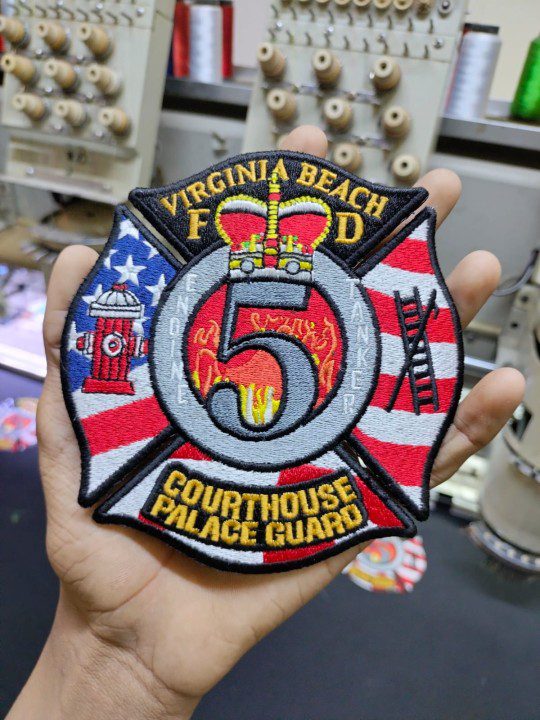 VIRGINIA BEACH
F D
ENGINE
5
TANKER
COURTHOUSE
PALACE GUARD